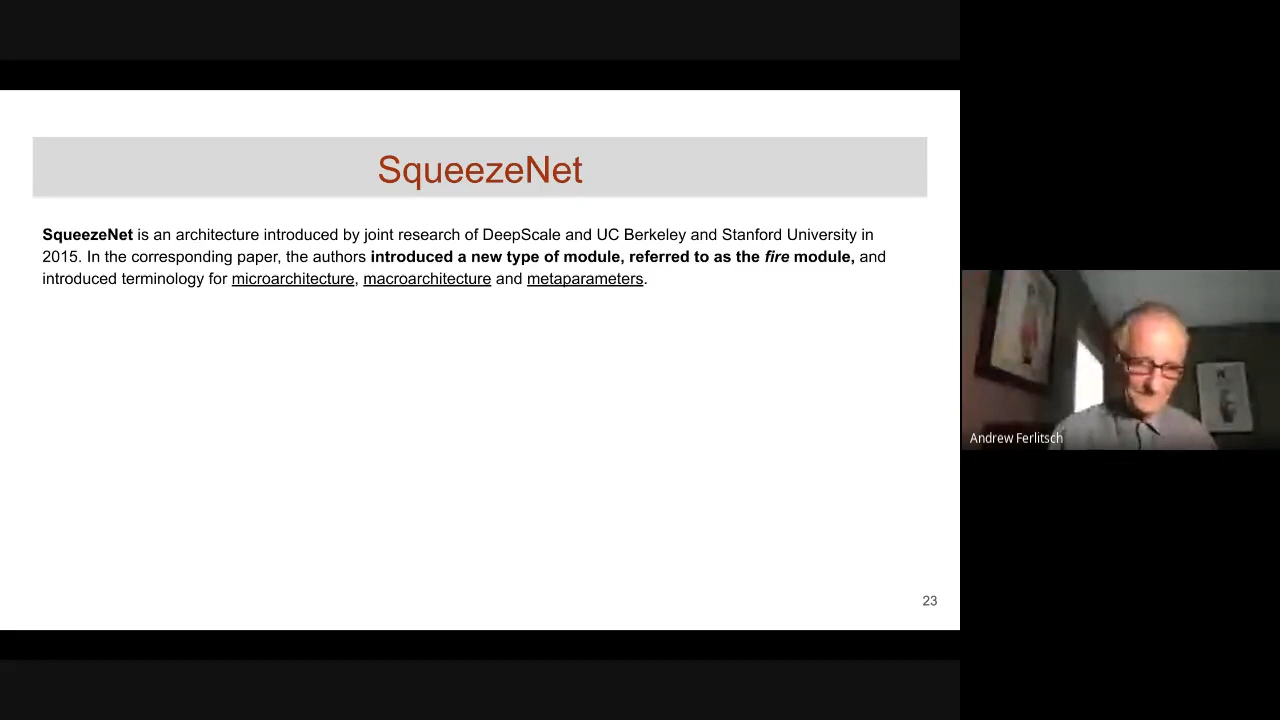 SqueezeNet
SqueezeNet is an architecture introduced by joint research of DeepScale and UC Berkeley and Stanford University in
2015. In the corresponding paper, the authors introduced a new type of module, referred to as the fire module, and
introduced terminology for microarchitecture, macroarchitecture and metaparameters.
23
Andrew Ferlitsch